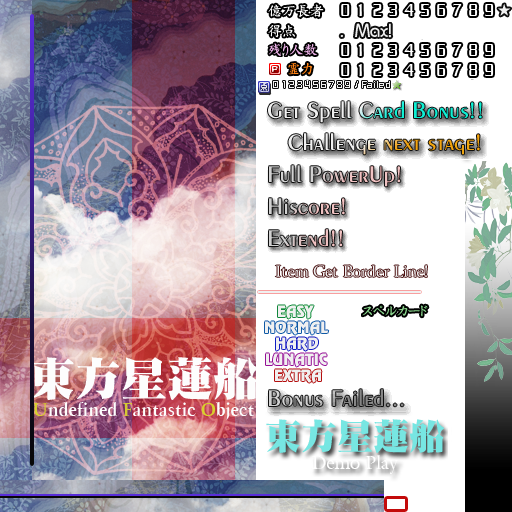 億万長者 0123456789★
得点 . Max!
残り人数 0123456789
P 霊力 0123456789
0123456789/Failed★
Get Spell Card Bonus!!
Challenge next stage!
Full PowerUp!
Hiscore!
Extend!!
Item Get Border Line!
EASY スペルカード
NORMAL
HARD
LUNATIC
EXTRA
東方星蓮船
Undefined Fantastic Object
Bonus Failed...
東方星蓮船
Demo Play